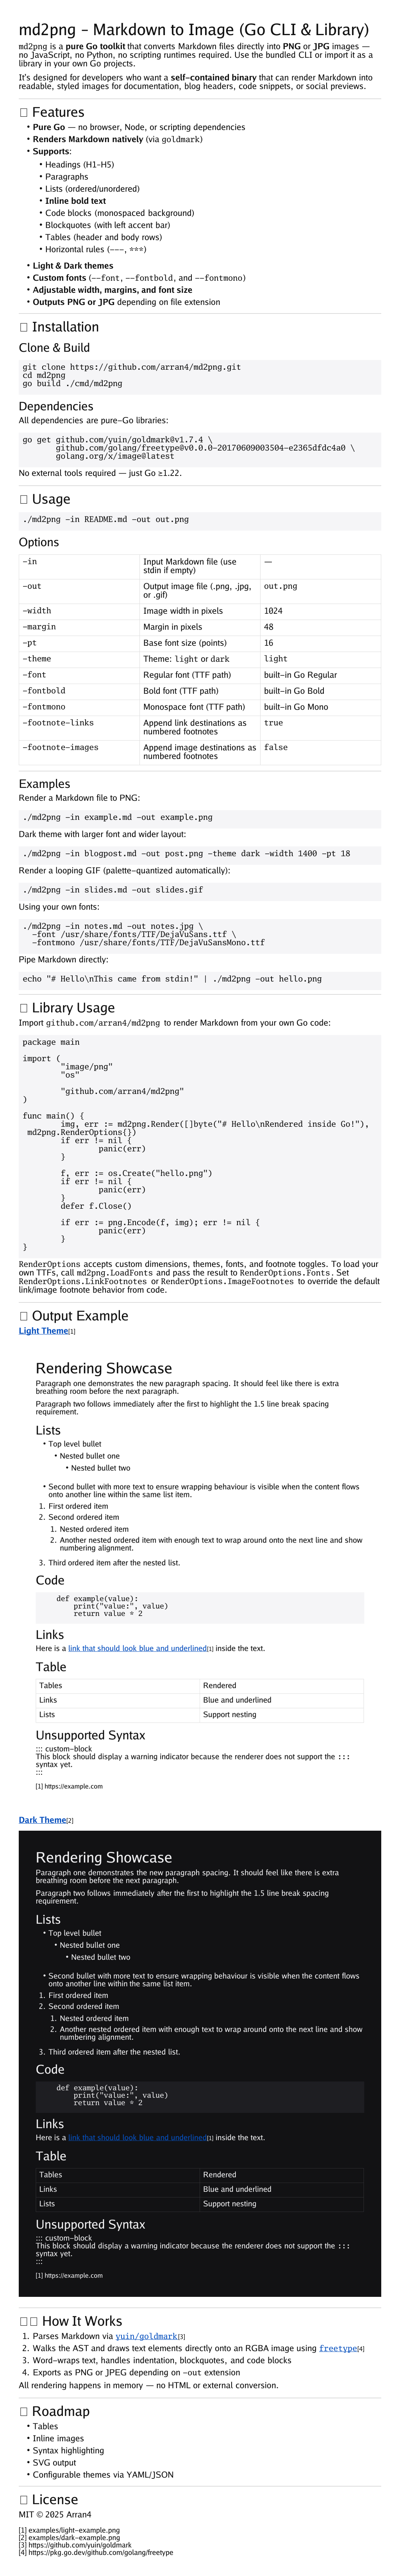 md2png – Markdown to Image (Go CLI & Library)
md2png is a pure Go toolkit that converts Markdown files directly into PNG or JPG images —
no JavaScript, no Python, no scripting runtimes required. Use the bundled CLI or import it as a
library in your own Go projects.
It's designed for developers who want a self-contained binary that can render Markdown into
readable, styled images for documentation, blog headers, code snippets, or social previews.
Features
• Pure Go — no browser, Node, or scripting dependencies
• Renders Markdown natively (via goldmark)
• Supports:
• Headings (H1–H5)
• Paragraphs
• Lists (ordered/unordered)
• Inline bold text
• Code blocks (monospaced background)
• Blockquotes (with left accent bar)
• Tables (header and body rows)
• Horizontal rules (---, ***)
• Light & Dark themes
• Custom fonts (--font, --fontbold, and --fontmono)
• Adjustable width, margins, and font size
• Outputs PNG or JPG depending on file extension
Installation
Clone & Build
git clone https://github.com/arran4/md2png.git
cd md2png
go build ./cmd/md2png
Dependencies
All dependencies are pure-Go libraries:
go get github.com/yuin/goldmark@v1.7.4 \
github.com/golang/freetype@v0.0.0-20170609003504-e2365dfdc4a0 \
golang.org/x/image@latest
No external tools required — just Go ≥1.22.
Usage
./md2png -in README.md -out out.png
Options
-in Input Markdown file (use —
stdin if empty)
-out Output image file (.png, .jpg, out.png
or .gif)
-width Image width in pixels 1024
-margin Margin in pixels 48
-pt Base font size (points) 16
-theme Theme: light or dark light
-font Regular font (TTF path) built-in Go Regular
-fontbold Bold font (TTF path) built-in Go Bold
-fontmono Monospace font (TTF path) built-in Go Mono
-footnote-links Append link destinations as true
numbered footnotes
-footnote-images Append image destinations as false
numbered footnotes
Examples
Render a Markdown file to PNG:
./md2png -in example.md -out example.png
Dark theme with larger font and wider layout:
./md2png -in blogpost.md -out post.png -theme dark -width 1400 -pt 18
Render a looping GIF (palette-quantized automatically):
./md2png -in slides.md -out slides.gif
Using your own fonts:
./md2png -in notes.md -out notes.jpg \
-font /usr/share/fonts/TTF/DejaVuSans.ttf \
-fontmono /usr/share/fonts/TTF/DejaVuSansMono.ttf
Pipe Markdown directly:
echo "# Hello\nThis came from stdin!" | ./md2png -out hello.png
Library Usage
Import github.com/arran4/md2png to render Markdown from your own Go code:
package main
import (
"image/png"
"os"
"github.com/arran4/md2png"
)
func main() {
img, err := md2png.Render([]byte("# Hello\nRendered inside Go!"),
md2png.RenderOptions{})
if err != nil {
panic(err)
}
f, err := os.Create("hello.png")
if err != nil {
panic(err)
}
defer f.Close()
if err := png.Encode(f, img); err != nil {
panic(err)
}
}
RenderOptions accepts custom dimensions, themes, fonts, and footnote toggles. To load your
own TTFs, call md2png.LoadFonts and pass the result to RenderOptions.Fonts. Set
RenderOptions.LinkFootnotes or RenderOptions.ImageFootnotes to override the default
link/image footnote behavior from code.
Output Example
Light Theme[1]
Rendering Showcase
Paragraph one demonstrates the new paragraph spacing. It should feel like there is extra
breathing room before the next paragraph.
Paragraph two follows immediately after the first to highlight the 1.5 line break spacing
requirement.
Lists
• Top level bullet
• Nested bullet one
• Nested bullet two
• Second bullet with more text to ensure wrapping behaviour is visible when the content flows
onto another line within the same list item.
1. First ordered item
2. Second ordered item
1. Nested ordered item
2. Another nested ordered item with enough text to wrap around onto the next line and show
numbering alignment.
3. Third ordered item after the nested list.
Code
def example(value):
print("value:", value)
return value * 2
Links
Here is a link that should look blue and underlined[1] inside the text.
Table
Tables Rendered
Links Blue and underlined
Lists Support nesting
Unsupported Syntax
::: custom-block
This block should display a warning indicator because the renderer does not support the :::
syntax yet.
:::
[1] https://example.com
Dark Theme[2]
Rendering Showcase
Paragraph one demonstrates the new paragraph spacing. It should feel like there is extra
breathing room before the next paragraph.
Paragraph two follows immediately after the first to highlight the 1.5 line break spacing
requirement.
Lists
• Top level bullet
• Nested bullet one
• Nested bullet two
• Second bullet with more text to ensure wrapping behaviour is visible when the content flows
onto another line within the same list item.
1. First ordered item
2. Second ordered item
1. Nested ordered item
2. Another nested ordered item with enough text to wrap around onto the next line and show
numbering alignment.
3. Third ordered item after the nested list.
Code
def example(value):
print("value:", value)
return value * 2
Links
Here is a link that should look blue and underlined[1] inside the text.
Table
Tables Rendered
Links Blue and underlined
Lists Support nesting
Unsupported Syntax
::: custom-block
This block should display a warning indicator because the renderer does not support the :::
syntax yet.
:::
[1] https://example.com
How It Works
1. Parses Markdown via yuin/goldmark[3]
2. Walks the AST and draws text elements directly onto an RGBA image using freetype[4]
3. Word-wraps text, handles indentation, blockquotes, and code blocks
4. Exports as PNG or JPEG depending on -out extension
All rendering happens in memory — no HTML or external conversion.
Roadmap
• Tables
• Inline images
• Syntax highlighting
• SVG output
• Configurable themes via YAML/JSON
License
MIT © 2025 Arran4
[1] examples/light-example.png
[2] examples/dark-example.png
[3] https://github.com/yuin/goldmark
[4] https://pkg.go.dev/github.com/golang/freetype